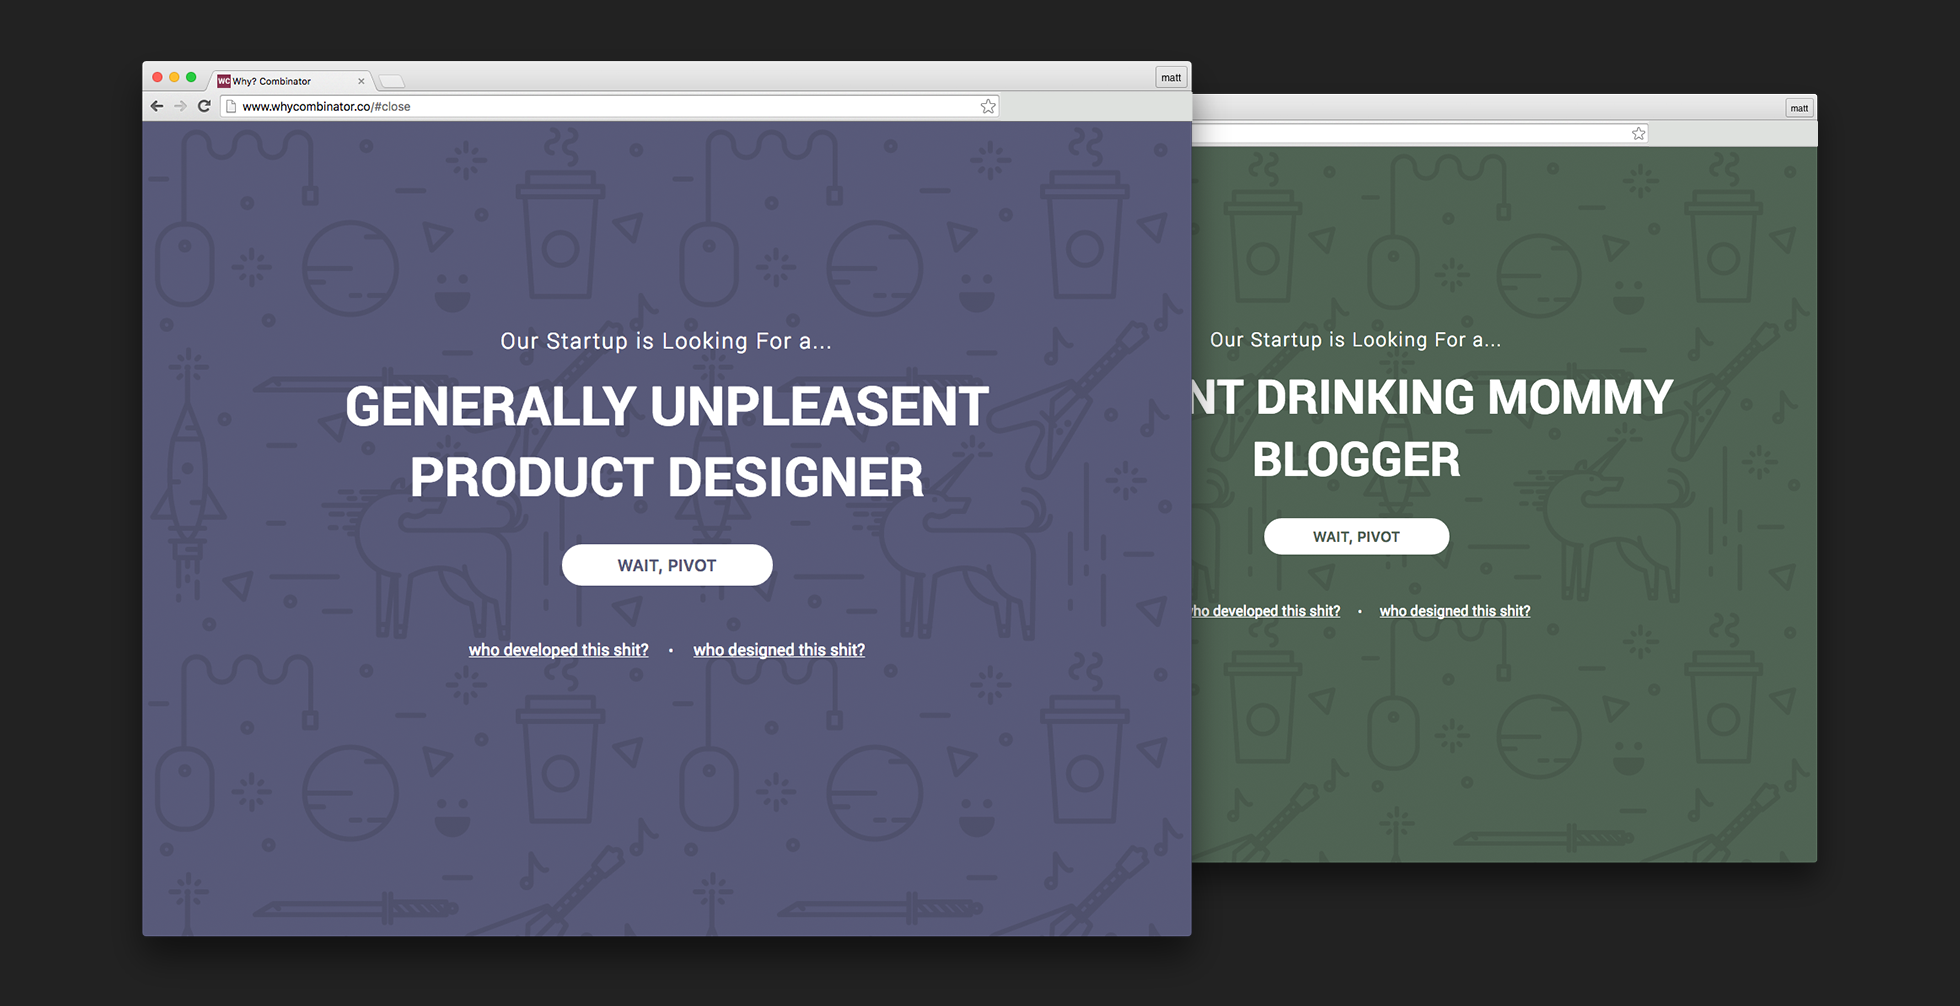 WC Why? Combinator
matt
www.whycombinator.co/#close
Our Startup is Looking For a...
GENERALLY UNPLEASENT
PRODUCT DESIGNER
WAIT, PIVOT
who developed this shit? • who designed this shit?
matt
Our Startup is Looking For a...
NT DRINKING MOMMY
BLOGGER
WAIT, PIVOT
ho developed this shit? • who designed this shit?